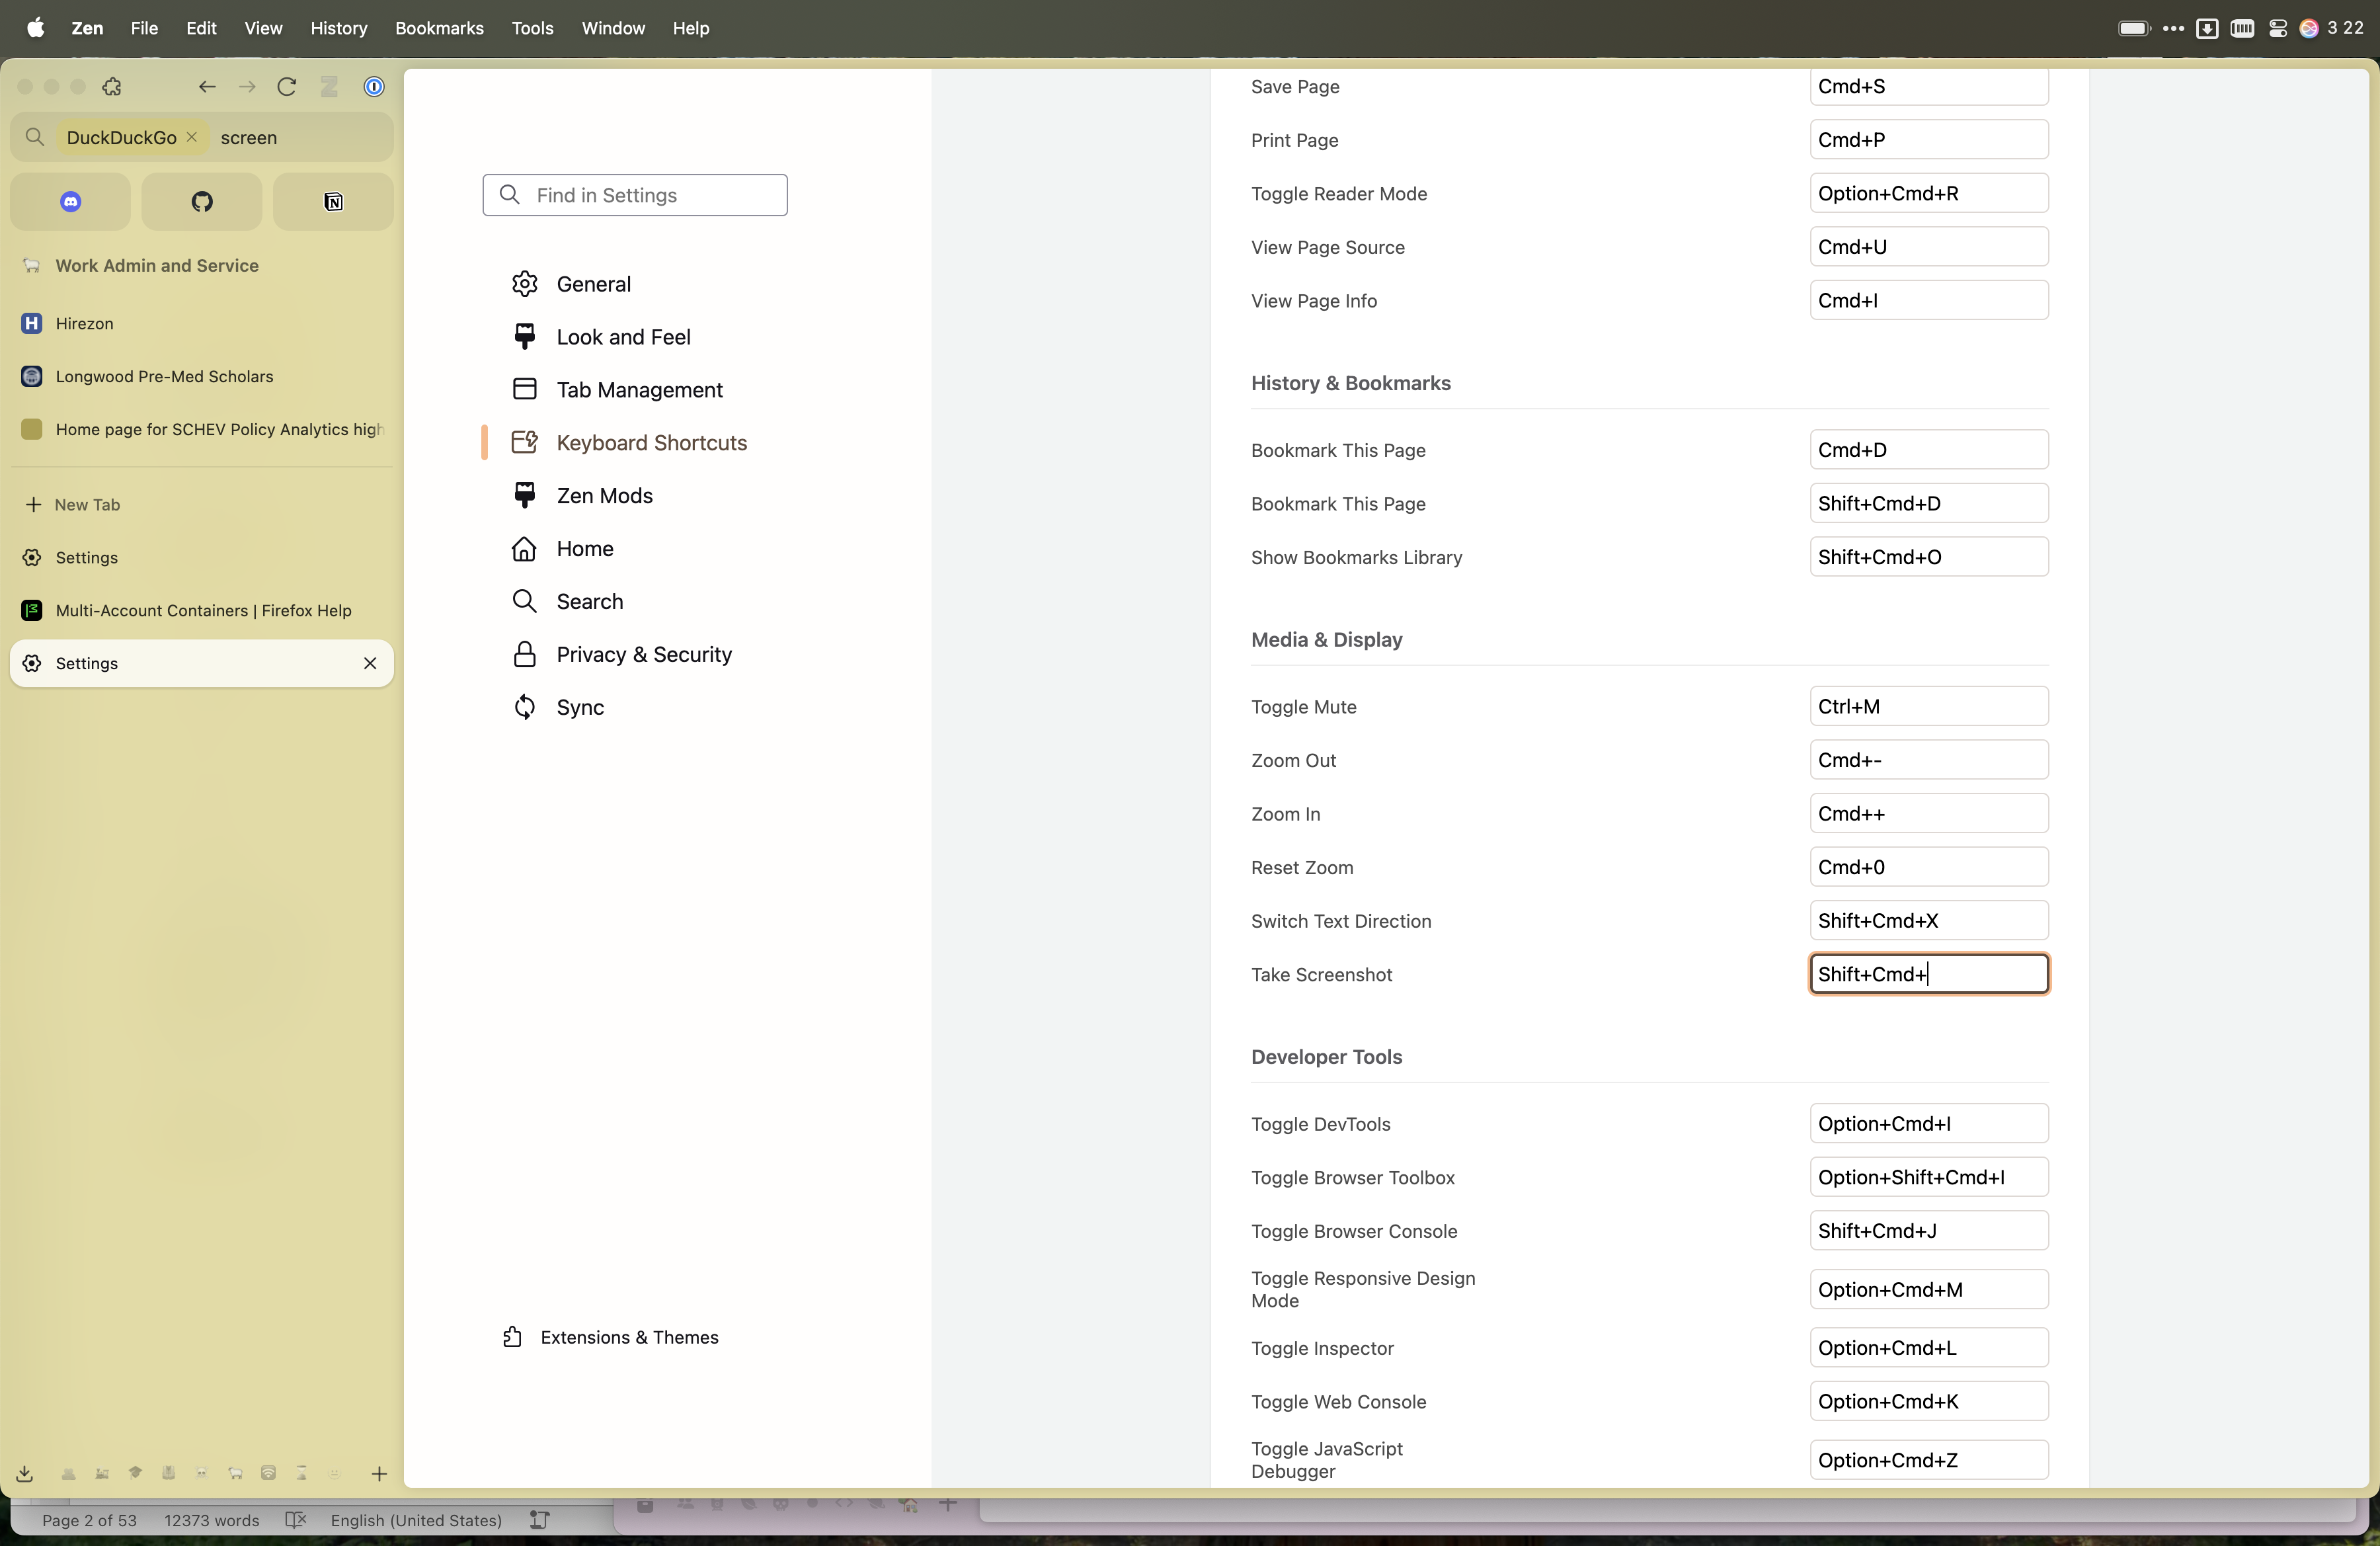 Zen File Edit View History Bookmarks Tools Window Help
3 22
DuckDuckGo screen
Work Admin and Service
Hirezon
Longwood Pre-Med Scholars
Home page for SCHEV Policy Analytics high
New Tab
Settings
Multi-Account Containers | Firefox Help
Settings
Find in Settings
General
Look and Feel
Tab Management
Keyboard Shortcuts
Zen Mods
Home
Search
Privacy & Security
Sync
Extensions & Themes
Save Page Cmd+S
Print Page Cmd+P
Toggle Reader Mode Option+Cmd+R
View Page Source Cmd+U
View Page Info Cmd+I
History & Bookmarks
Bookmark This Page Cmd+D
Bookmark This Page Shift+Cmd+D
Show Bookmarks Library Shift+Cmd+O
Media & Display
Toggle Mute Ctrl+M
Zoom Out Cmd+-
Zoom In Cmd++
Reset Zoom Cmd+0
Switch Text Direction Shift+Cmd+X
Take Screenshot Shift+Cmd+
Developer Tools
Toggle DevTools Option+Cmd+I
Toggle Browser Toolbox Option+Shift+Cmd+I
Toggle Browser Console Shift+Cmd+J
Toggle Responsive Design
Mode Option+Cmd+M
Toggle Inspector Option+Cmd+L
Toggle Web Console Option+Cmd+K
Toggle JavaScript
Debugger Option+Cmd+Z
Page 2 of 53 12373 words English (United States)